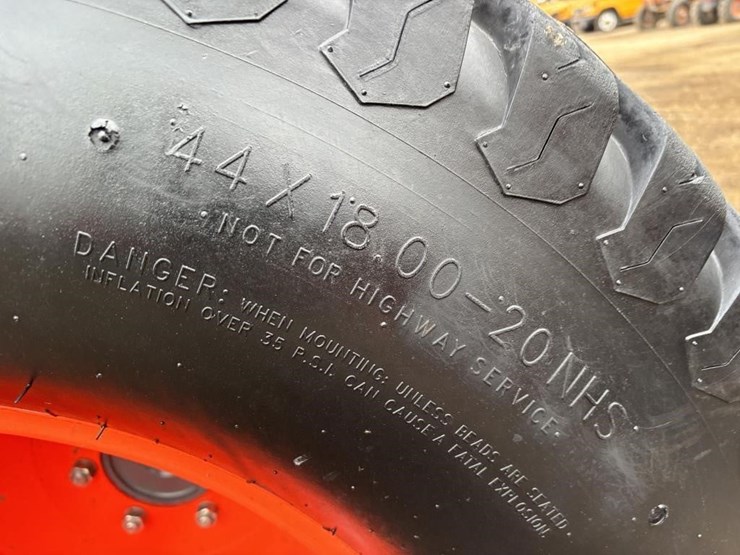 44 X 18.00-20 NHS
•NOT FOR HIGHWAY SERVICE•
DANGER: WHEN MOUNTING: UNLESS BEADS ARE SEATED.
INFLATION OVER 35 P.S.I. CAN CAUSE A FATAL EXPLOSION.